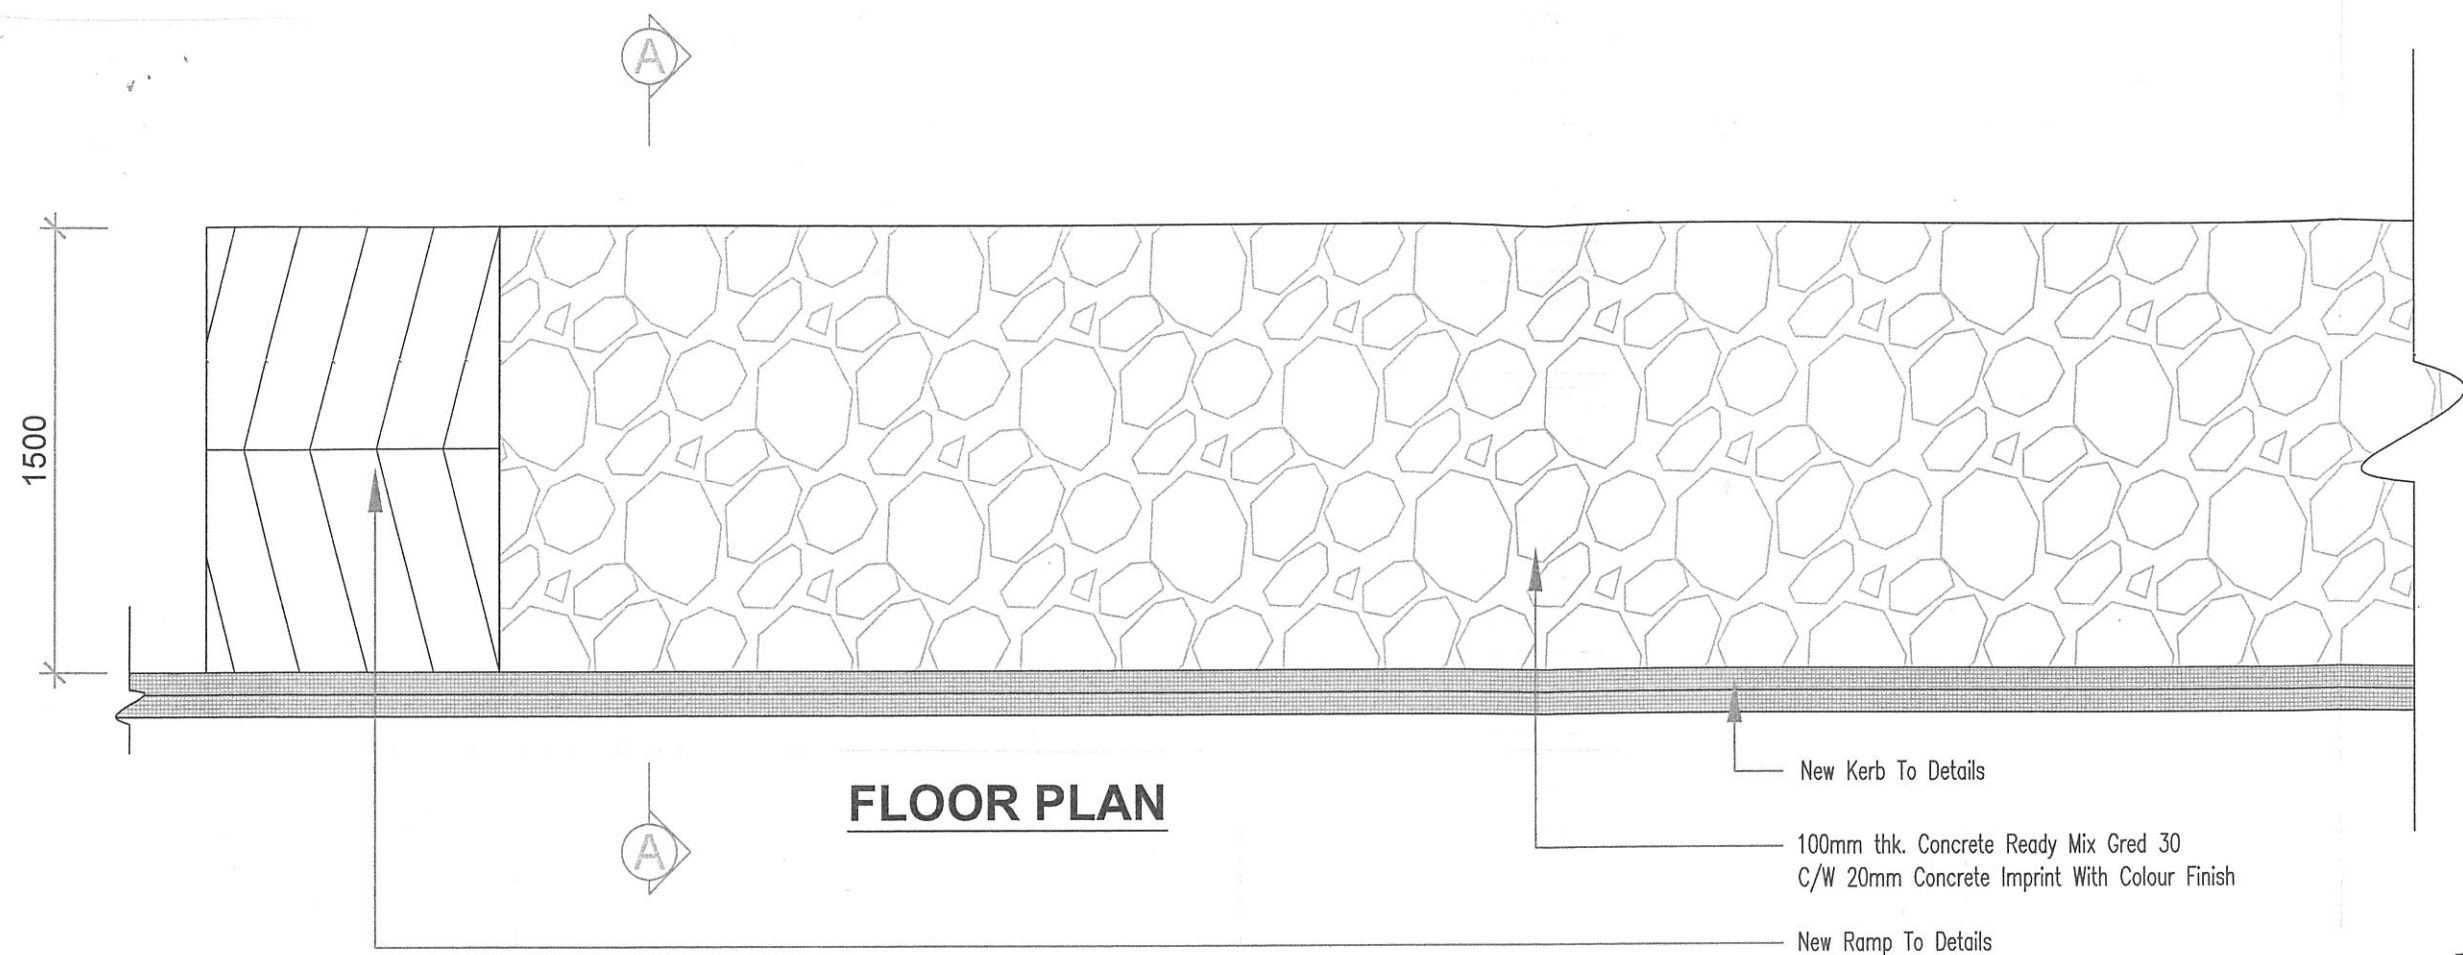 A
1500
FLOOR PLAN
A
New Kerb To Details
100mm thk. Concrete Ready Mix Gred 30
C/W 20mm Concrete Imprint With Colour Finish
New Ramp To Details